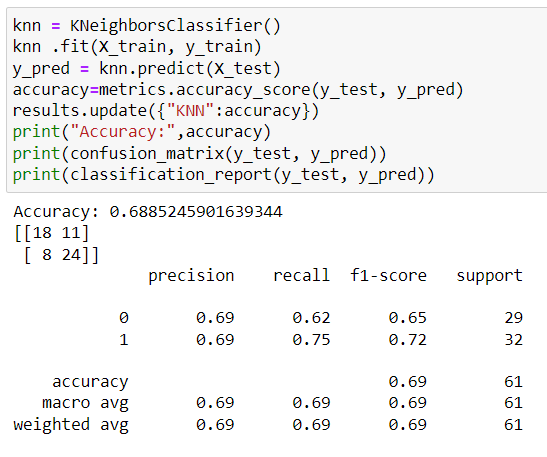 knn = KNeighborsClassifier()
knn .fit(X_train, y_train)
y_pred = knn.predict(X_test)
accuracy=metrics.accuracy_score(y_test, y_pred)
results.update({"KNN":accuracy})
print("Accuracy:",accuracy)
print(confusion_matrix(y_test, y_pred))
print(classification_report(y_test, y_pred))
Accuracy: 0.6885245901639344
[[18 11]
 [ 8 24]]
              precision    recall  f1-score   support
           0       0.69      0.62      0.65        29
           1       0.69      0.75      0.72        32
    accuracy                           0.69        61
   macro avg       0.69      0.69      0.69        61
weighted avg       0.69      0.69      0.69        61